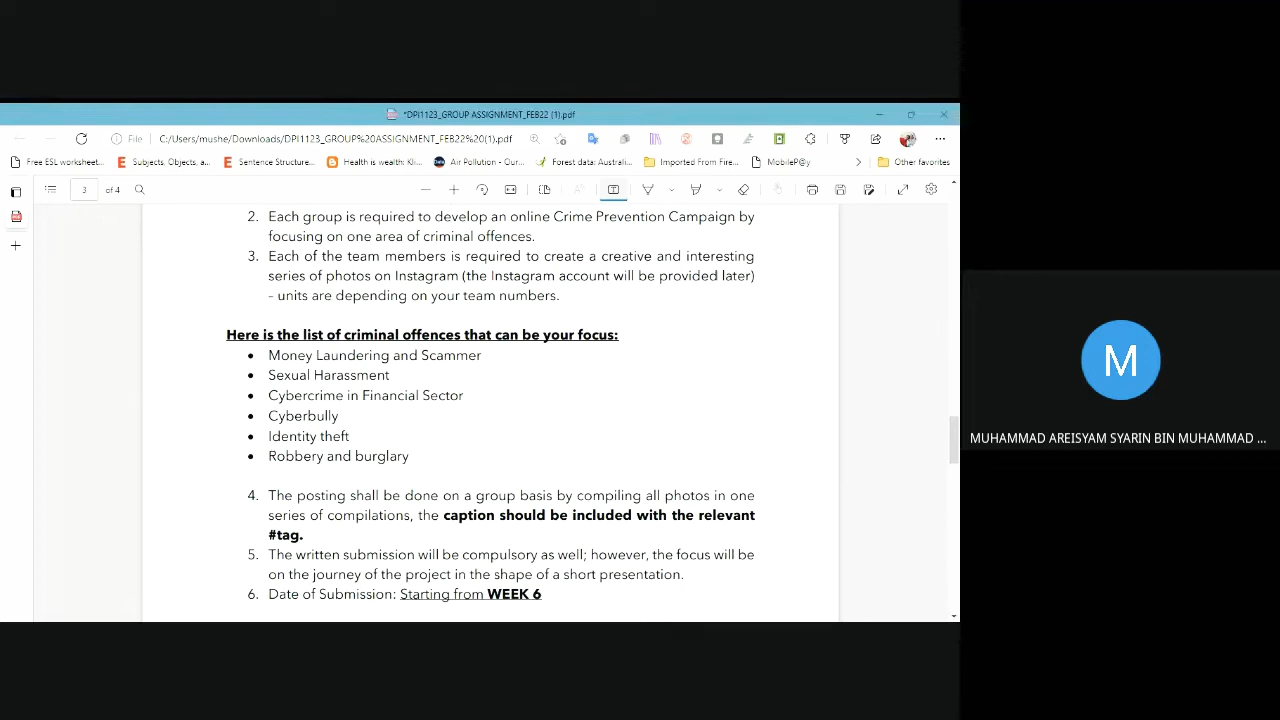 *DPI1123_GROUP ASSIGNMENT_FEB22 (1).pdf
File C:/Users/mushe/Downloads/DPI1123_GROUP%20ASSIGNMENT_FEB22%20(1).pdf
Free ESL worksheet... Subjects. Objects, a... Sentence Structure... Health is wealth: Kli... Air Pollution - Our... Forest data: Australi... Imported From Fire... MobileP@y Other favorites
3 of 4
2. Each group is required to develop an online Crime Prevention Campaign by
focusing on one area of criminal offences.
3. Each of the team members is required to create a creative and interesting
series of photos on Instagram (the Instagram account will be provided later)
– units are depending on your team numbers.
Here is the list of criminal offences that can be your focus:
• Money Laundering and Scammer
• Sexual Harassment
• Cybercrime in Financial Sector
• Cyberbully
• Identity theft
• Robbery and burglary
4. The posting shall be done on a group basis by compiling all photos in one
series of compilations, the caption should be included with the relevant
#tag.
5. The written submission will be compulsory as well; however, the focus will be
on the journey of the project in the shape of a short presentation.
6. Date of Submission: Starting from WEEK 6
M
MUHAMMAD AREISYAM SYARIN BIN MUHAMMAD ...